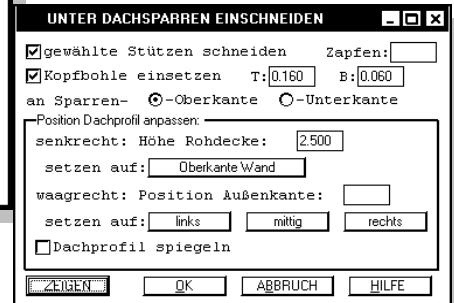 UNTER DACHSPARREN EINSCHNEIDEN
gewählte Stützen schneiden Zapfen:
Kopfbohle einsetzen T: 0.160 B: 0.060
an Sparren- -Oberkante -Unterkante
Position Dachprofil anpassen:
senkrecht: Höhe Rohdecke: 2.500
setzen auf: Oberkante Wand
waagrecht: Position Außenkante:
setzen auf: links mittig rechts
Dachprofil spiegeln
ZEIGEN OK ABBRUCH HILFE